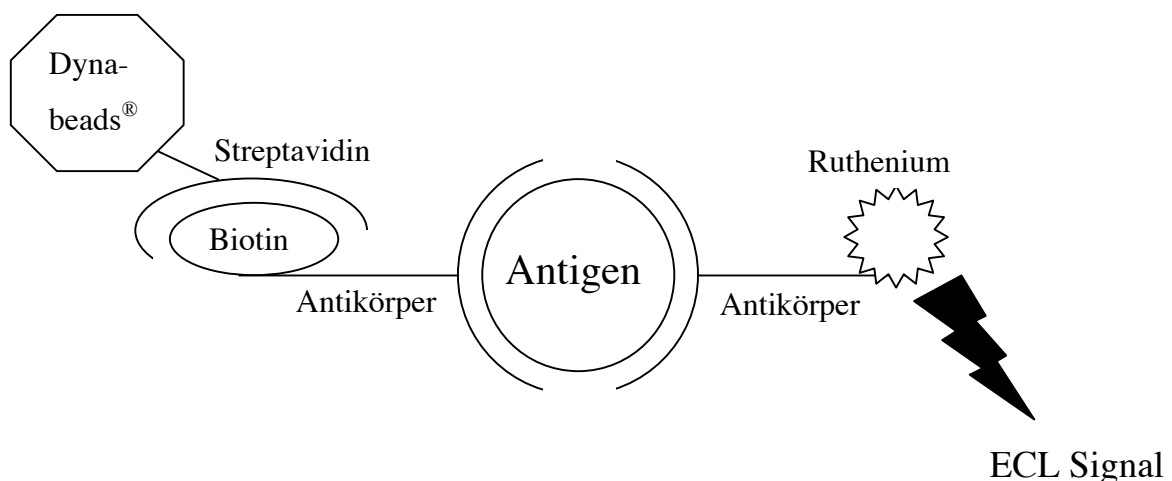 Dyna-
beads®
Streptavidin
Ruthenium
Biotin
Antigen
Antikörper
Antikörper
ECL Signal